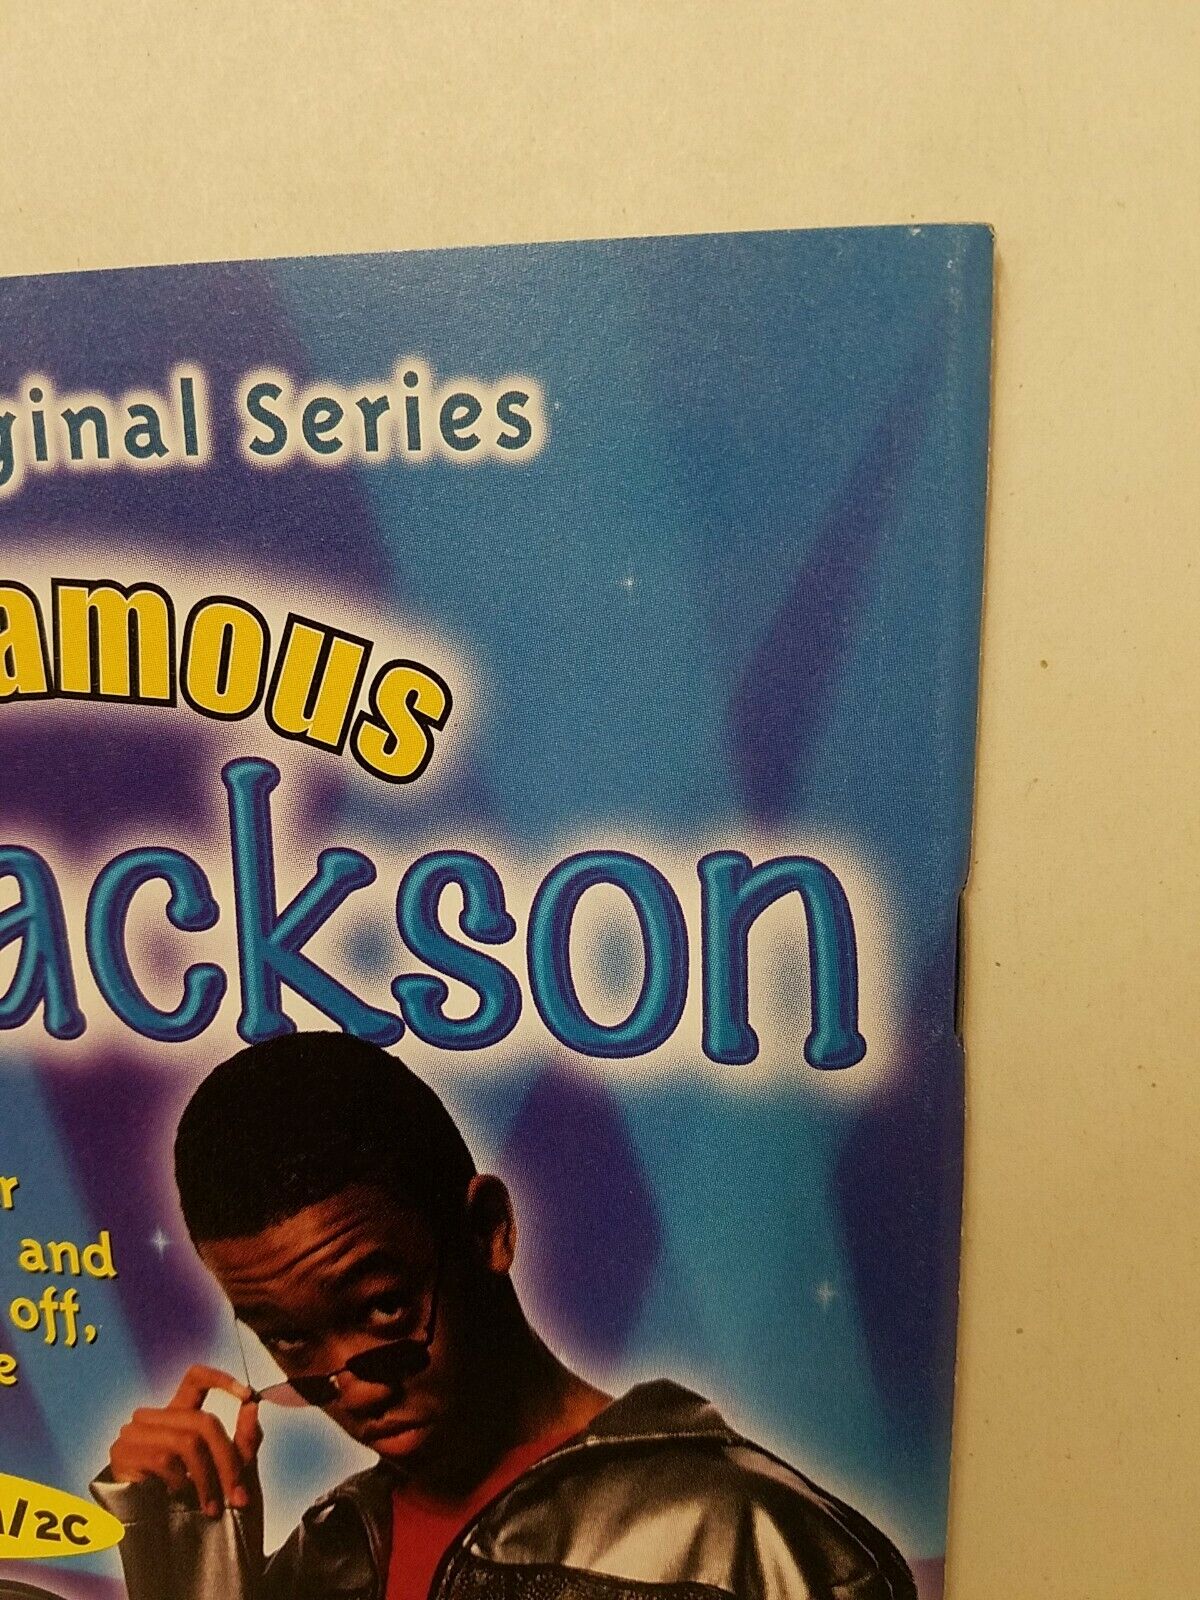 ginal Series
amous
ackson
r
and
off,
e
/2C